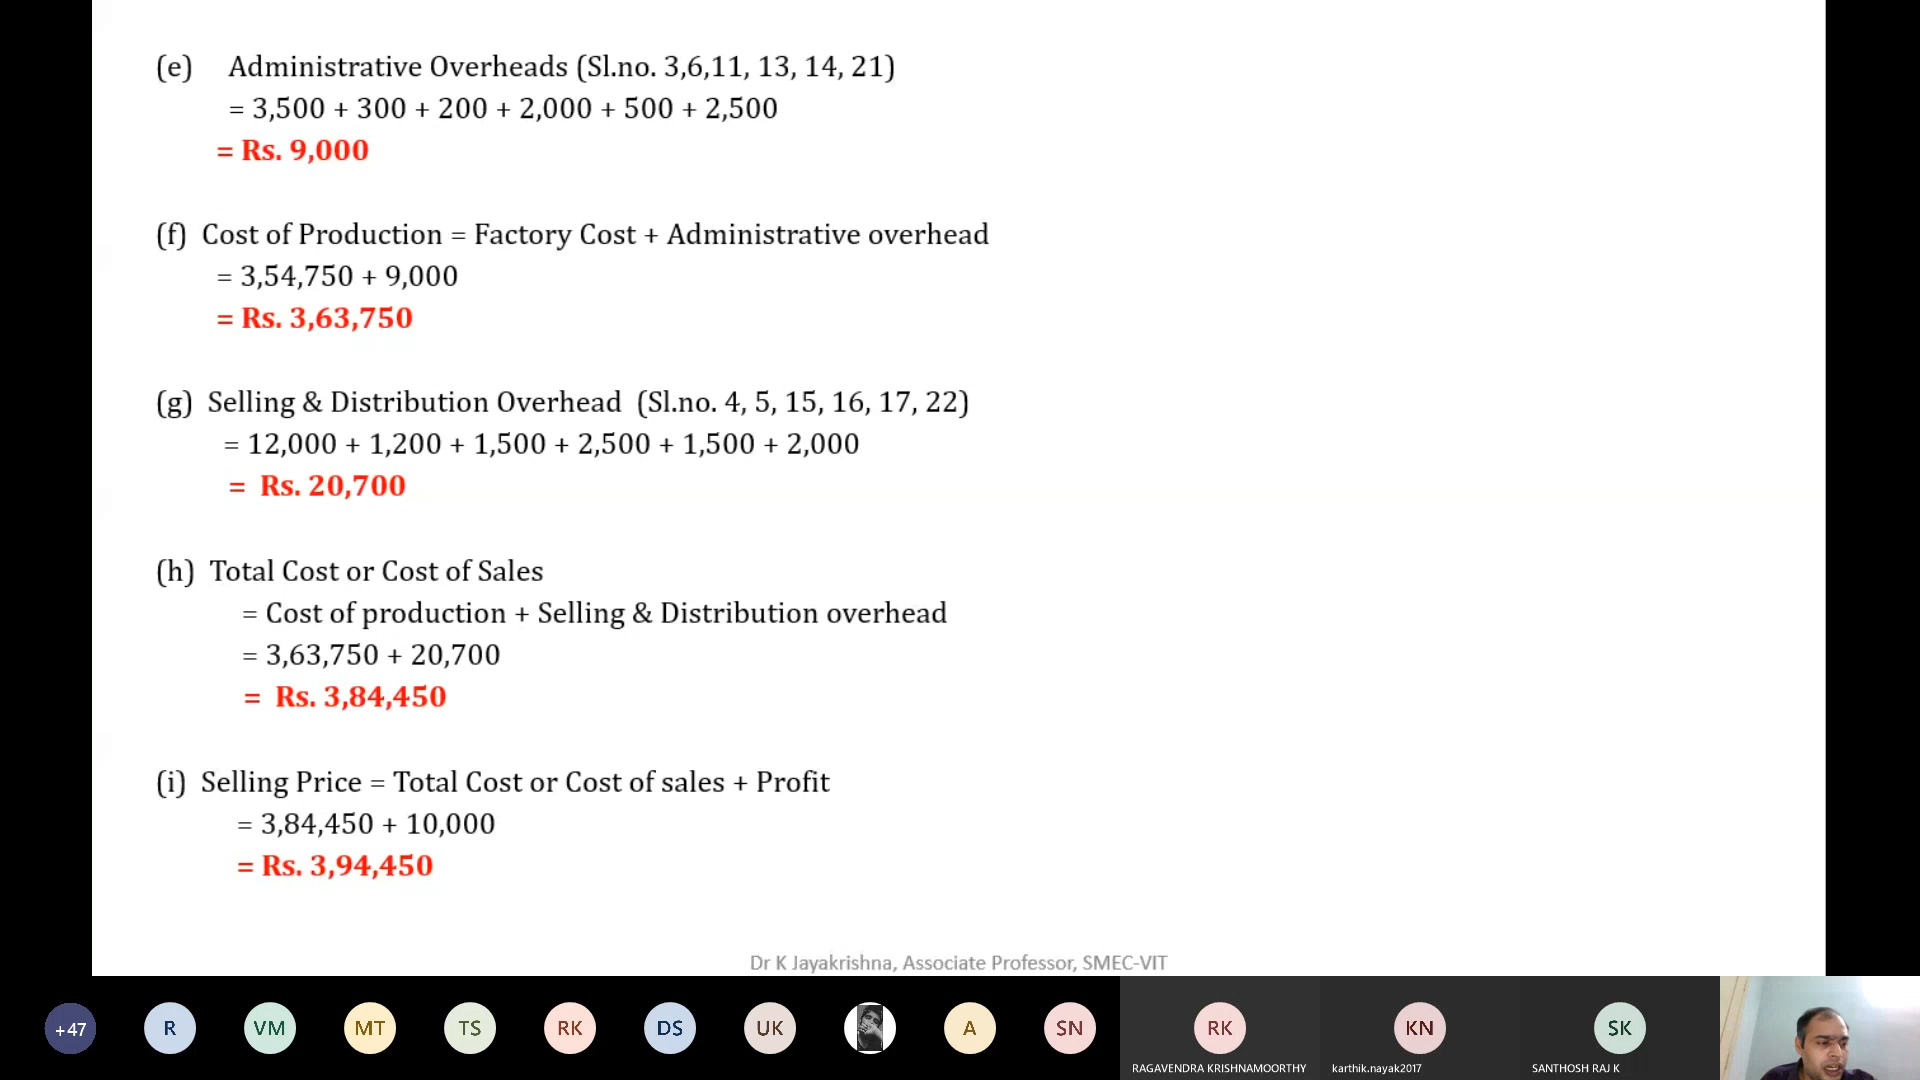 (e) Administrative Overheads (Sl.no. 3,6,11, 13, 14, 21)
= 3,500 + 300 + 200 + 2,000 + 500 + 2,500
= Rs. 9,000
(f) Cost of Production = Factory Cost + Administrative overhead
= 3,54,750 + 9,000
= Rs. 3,63,750
(g) Selling & Distribution Overhead (Sl.no. 4, 5, 15, 16, 17, 22)
= 12,000 + 1,200 + 1,500 + 2,500 + 1,500 + 2,000
= Rs. 20,700
(h) Total Cost or Cost of Sales
= Cost of production + Selling & Distribution overhead
= 3,63,750 + 20,700
= Rs. 3,84,450
(i) Selling Price = Total Cost or Cost of sales + Profit
= 3,84,450 + 10,000
= Rs. 3,94,450
Dr K Jayakrishna, Associate Professor, SMEC-VIT
+47 R VM MT TS RK DS UK A SN RK KN SK
RAGAVENDRA KRISHNAMOORTHY karthik.nayak2017 SANTHOSH RAJ K